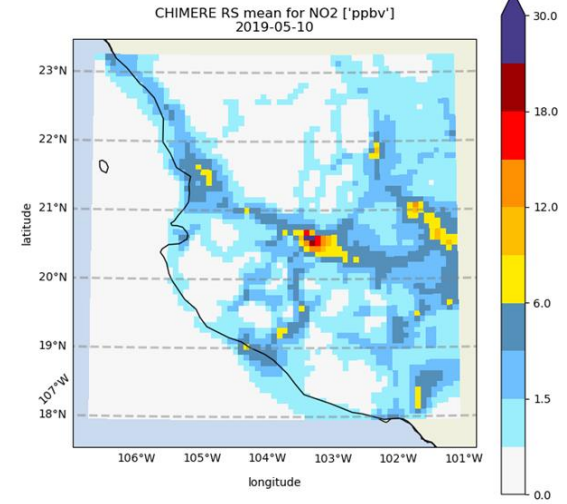 CHIMERE RS mean for NO2 ['ppbv']
2019-05-10
30.0
23°N
22°N
18.0
21°N
12.0
latitude
20°N
6.0
19°N
1.5
107°W
18°N
0.0
106°W 105°W 104°W 103°W 102°W 101°W
longitude